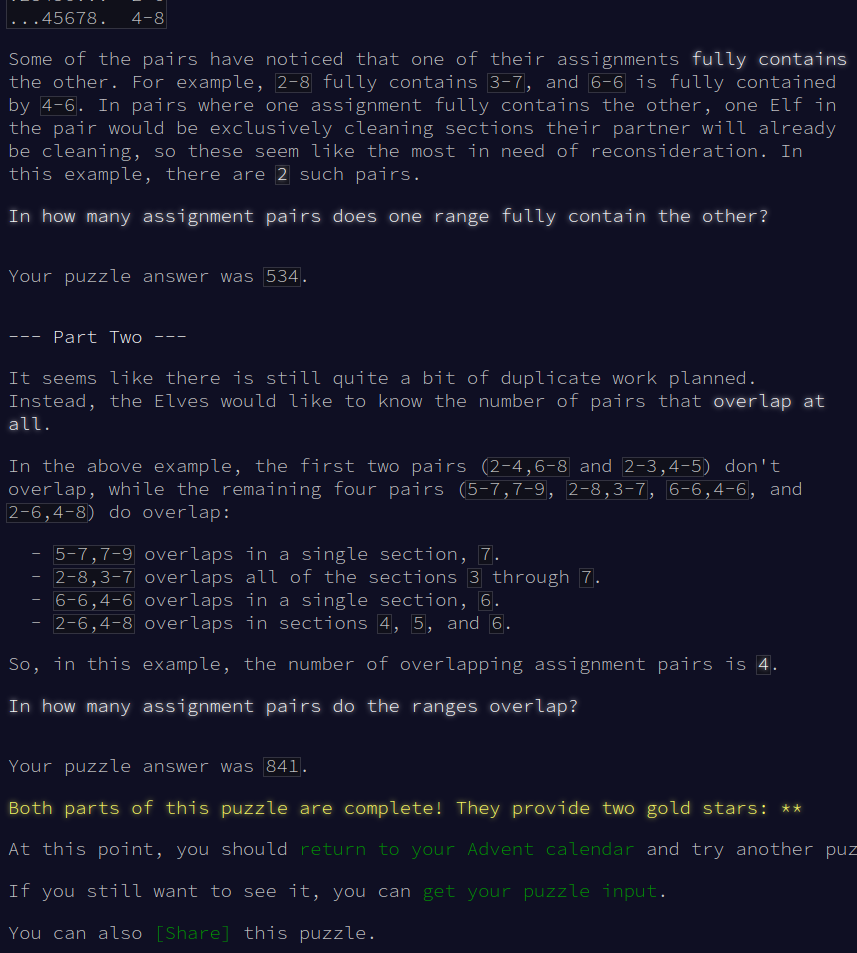 ...45678.  4-8
Some of the pairs have noticed that one of their assignments fully contains
the other. For example, 2-8 fully contains 3-7, and 6-6 is fully contained
by 4-6. In pairs where one assignment fully contains the other, one Elf in
the pair would be exclusively cleaning sections their partner will already
be cleaning, so these seem like the most in need of reconsideration. In
this example, there are 2 such pairs.
In how many assignment pairs does one range fully contain the other?
Your puzzle answer was 534.
--- Part Two ---
It seems like there is still quite a bit of duplicate work planned.
Instead, the Elves would like to know the number of pairs that overlap at
all.
In the above example, the first two pairs (2-4,6-8 and 2-3,4-5) don't
overlap, while the remaining four pairs (5-7,7-9, 2-8,3-7, 6-6,4-6, and
2-6,4-8) do overlap:
- 5-7,7-9 overlaps in a single section, 7.
- 2-8,3-7 overlaps all of the sections 3 through 7.
- 6-6,4-6 overlaps in a single section, 6.
- 2-6,4-8 overlaps in sections 4, 5, and 6.
So, in this example, the number of overlapping assignment pairs is 4.
In how many assignment pairs do the ranges overlap?
Your puzzle answer was 841.
Both parts of this puzzle are complete! They provide two gold stars: **
At this point, you should return to your Advent calendar and try another puz
If you still want to see it, you can get your puzzle input.
You can also [Share] this puzzle.